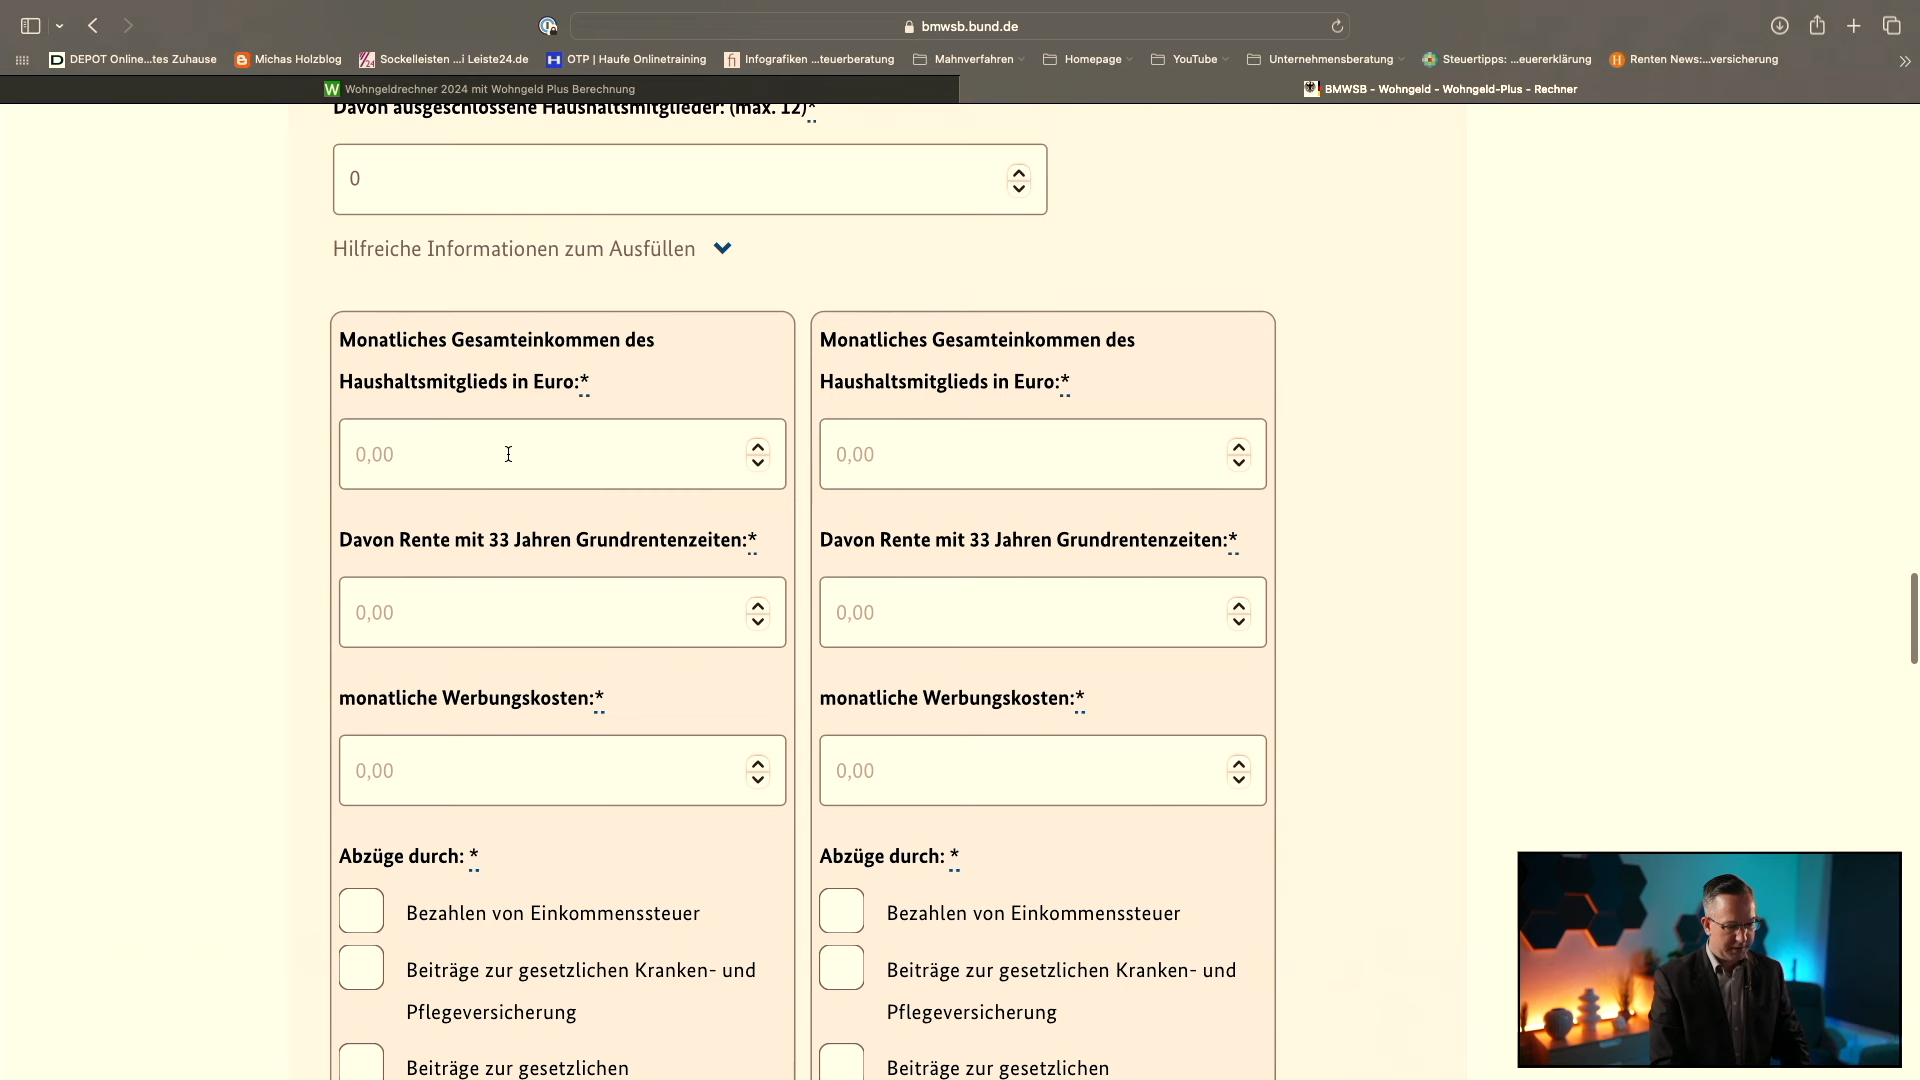 bmwsb.bund.de
DEPOT Online...tes Zuhause
Michas Holzblog
Sockelleisten ...i Leiste24.de
OTP | Haufe Onlinetraining
Infografiken ...teuerberatung
Mahnverfahren
Homepage
YouTube
Unternehmensberatung
Steuertipps: ...euererklärung
Renten News:...versicherung
Wohngeldrechner 2024 mit Wohngeld Plus Berechnung
BMWSB - Wohngeld - Wohngeld-Plus - Rechner
Davon ausgeschlossene Haushaltsmitglieder: (max. 12)*
0
Hilfreiche Informationen zum Ausfüllen
Monatliches Gesamteinkommen des
Haushaltsmitglieds in Euro:*
0,00
Davon Rente mit 33 Jahren Grundrentenzeiten:*
0,00
monatliche Werbungskosten:*
0,00
Abzüge durch: *
Bezahlen von Einkommenssteuer
Beiträge zur gesetzlichen Kranken- und
Pflegeversicherung
Beiträge zur gesetzlichen
Monatliches Gesamteinkommen des
Haushaltsmitglieds in Euro:*
0,00
Davon Rente mit 33 Jahren Grundrentenzeiten:*
0,00
monatliche Werbungskosten:*
0,00
Abzüge durch: *
Bezahlen von Einkommenssteuer
Beiträge zur gesetzlichen Kranken- und
Pflegeversicherung
Beiträge zur gesetzlichen